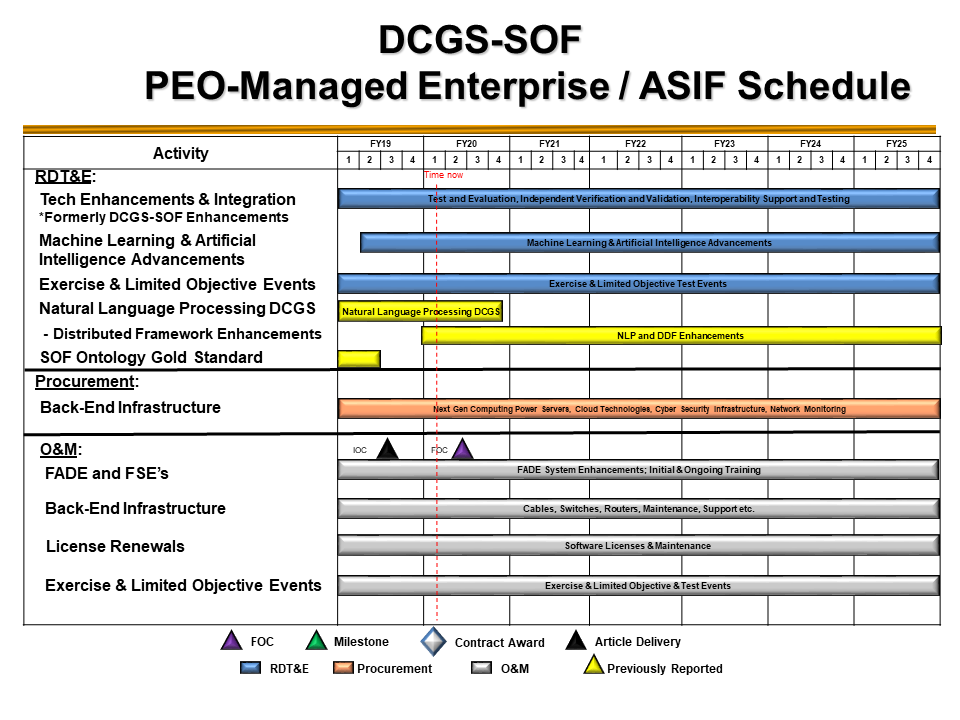 DCGS-SOF
PEO-Managed Enterprise / ASIF Schedule
Activity
FY19 FY20 FY21 FY22 FY23 FY24 FY25
1 2 3 4 1 2 3 4 1 2 3 4 1 2 3 4 1 2 3 4 1 2 3 4 1 2 3 4
Time now
RDT&E:
Tech Enhancements & Integration
*Formerly DCGS-SOF Enhancements
Test and Evaluation, Independent Verification and Validation, Interoperability Support and Testing
Machine Learning & Artificial
Intelligence Advancements
Machine Learning & Artificial Intelligence Advancements
Exercise & Limited Objective Events
Exercise & Limited Objective Test Events
Natural Language Processing DCGS
Natural Language Processing DCGS
- Distributed Framework Enhancements
NLP and DDF Enhancements
SOF Ontology Gold Standard
Procurement:
Back-End Infrastructure
Next Gen Computing Power Servers, Cloud Technologies, Cyber Security Infrastructure, Network Monitoring
O&M:
IOC
FOC
FADE and FSE's
FADE System Enhancements; Initial & Ongoing Training
Back-End Infrastructure
Cables, Switches, Routers, Maintenance, Support etc.
License Renewals
Software Licenses & Maintenance
Exercise & Limited Objective Events
Exercise & Limited Objective & Test Events
FOC Milestone Contract Award Article Delivery
RDT&E Procurement O&M Previously Reported